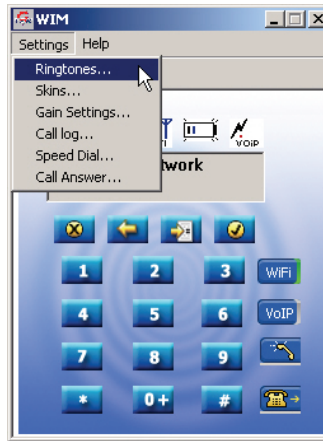 WIM
Settings Help
Ringtones...
Skins...
Gain Settings...
Call log...
Speed Dial...
Call Answer...
VOIP
twork
1 2 3 WiFi
4 5 6 VoIP
7 8 9
* 0+ #